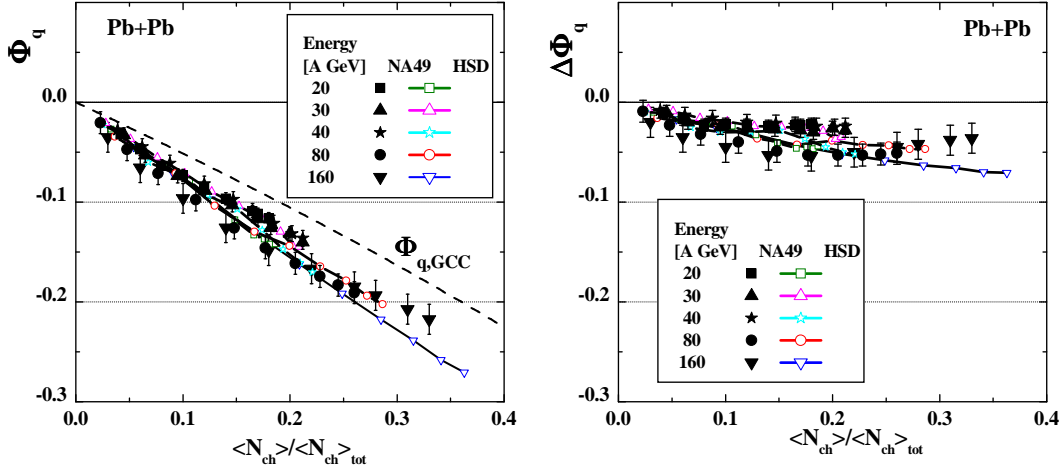 Φq
Pb+Pb
Energy
[A GeV] NA49 HSD
20
30
40
80
160
0.0
-0.1
-0.2
-0.3
Φq,GCC
0.0 0.1 0.2 0.3 0.4
<Nch>/<Nch>tot
ΔΦq
Pb+Pb
0.0
-0.1
-0.2
-0.3
Energy
[A GeV] NA49 HSD
20
30
40
80
160
0.0 0.1 0.2 0.3 0.4
<Nch>/<Nch>tot